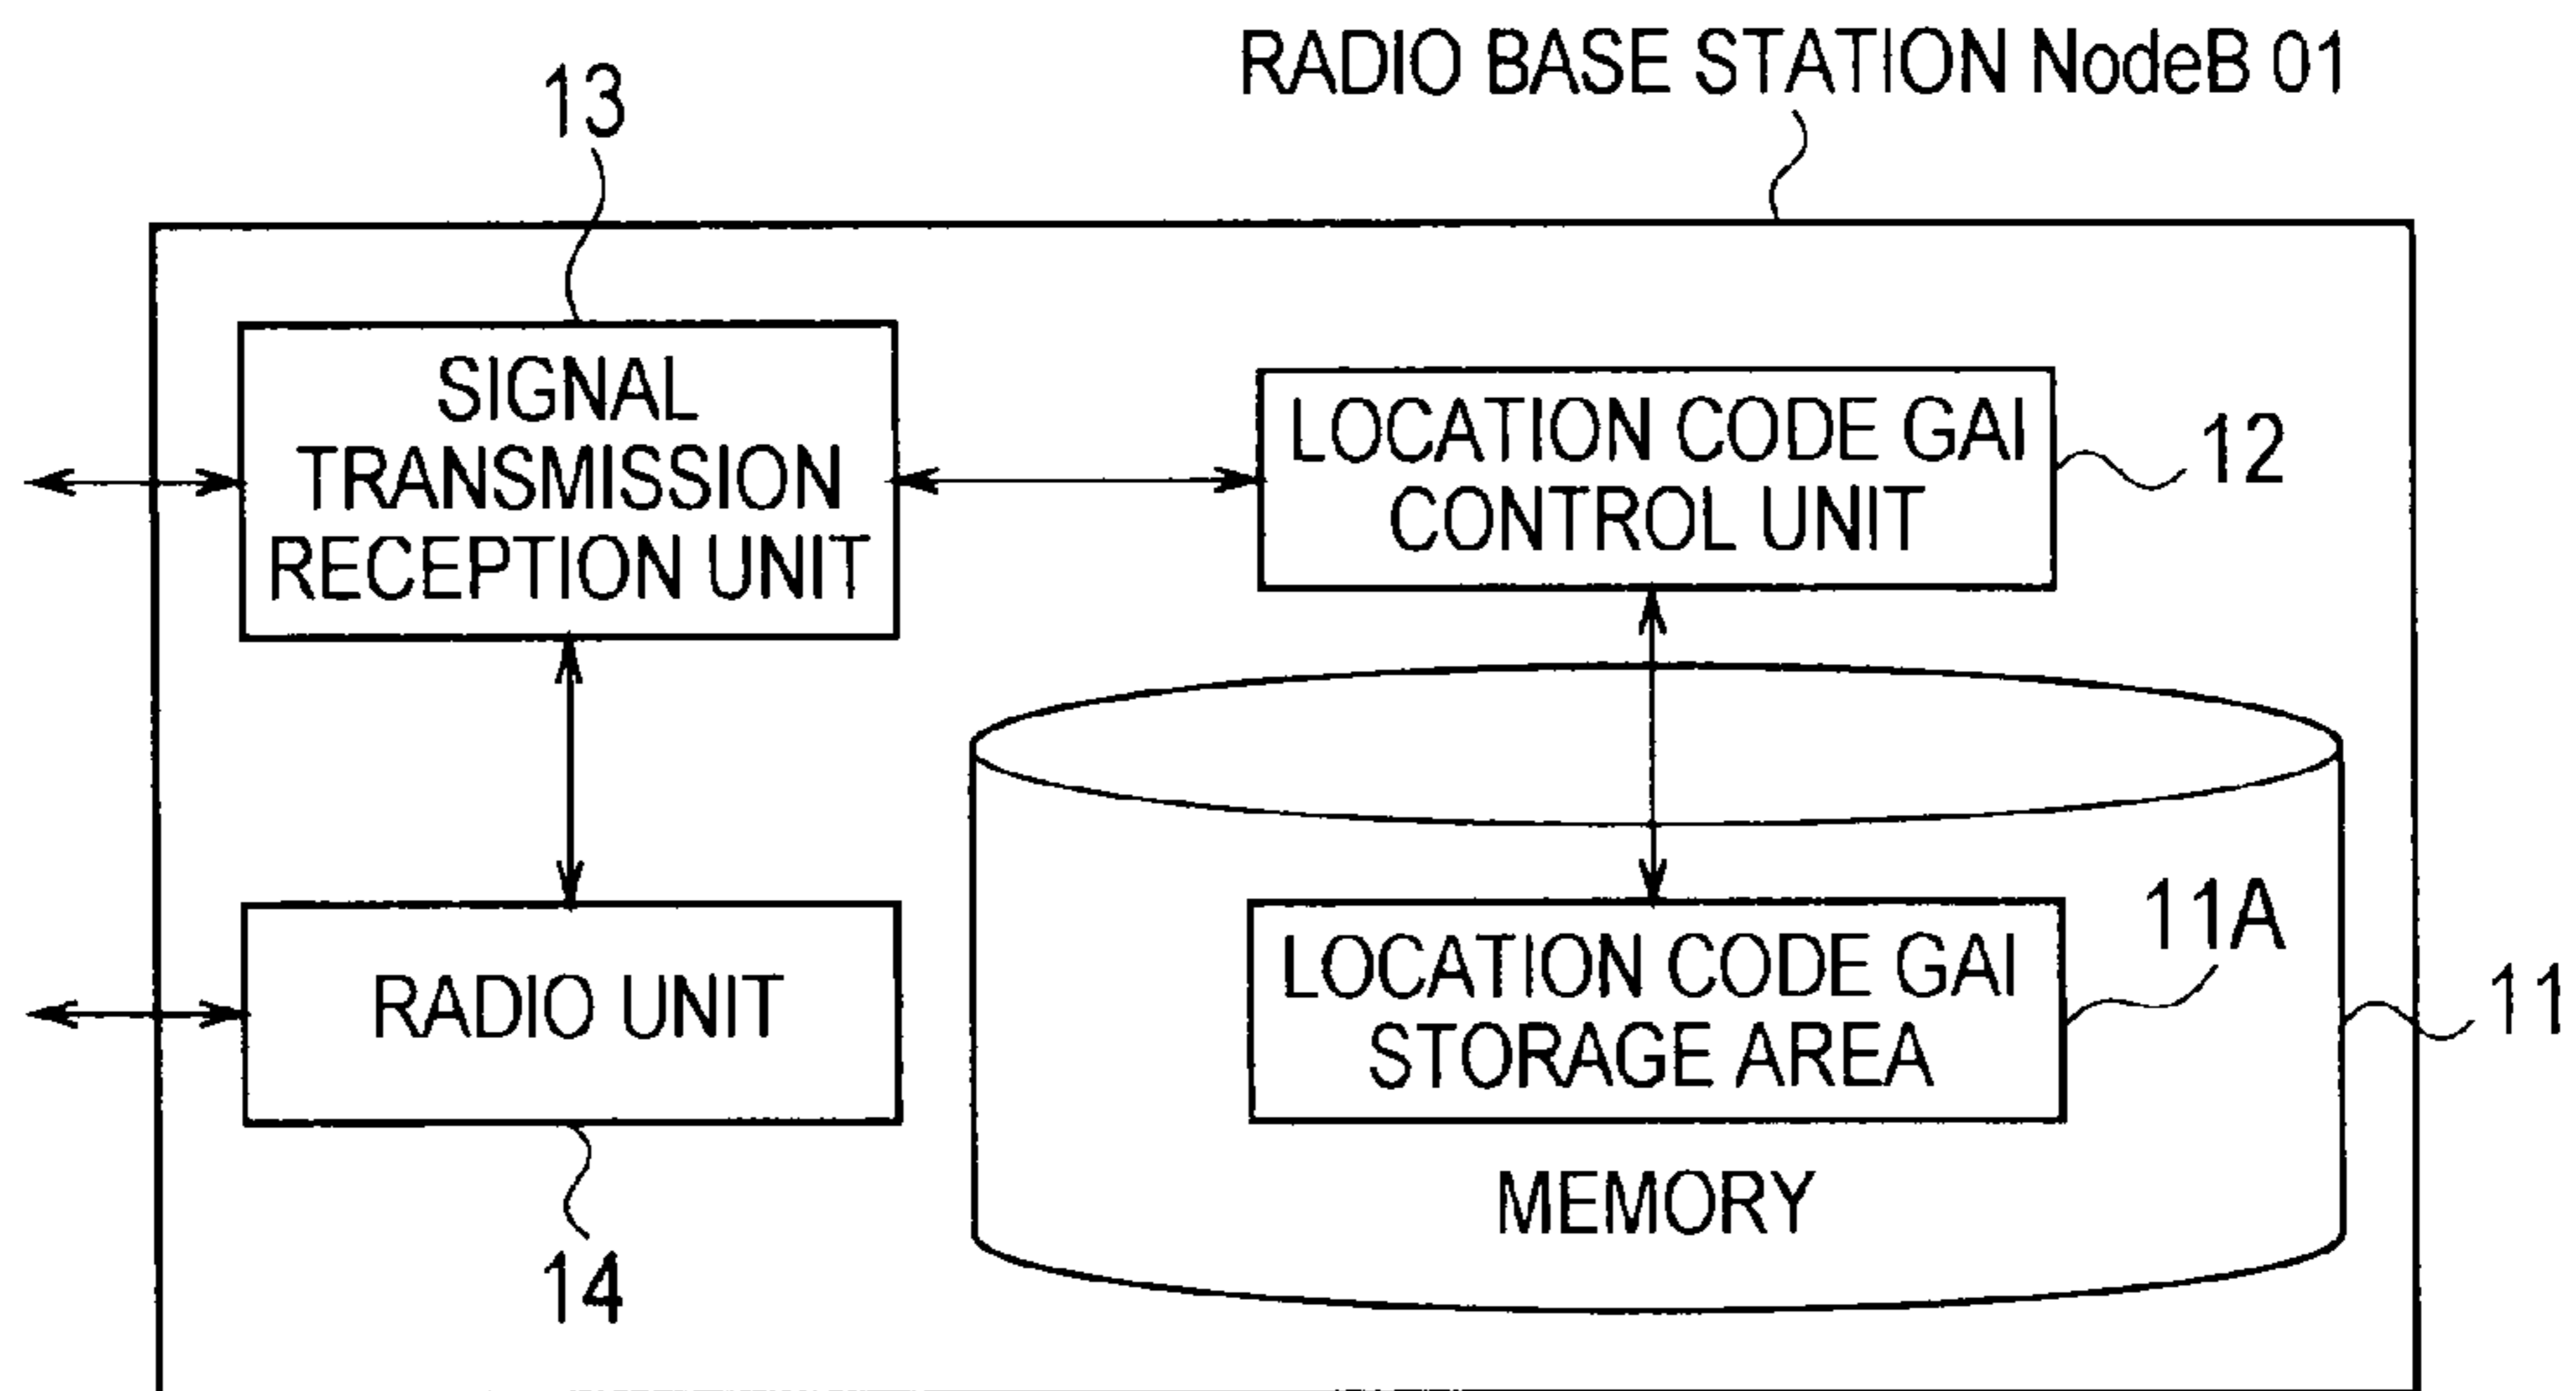 RADIO BASE STATION NodeB 01
13
SIGNAL
TRANSMISSION
RECEPTION UNIT
LOCATION CODE GAI
CONTROL UNIT
12
RADIO UNIT
14
LOCATION CODE GAI
STORAGE AREA
11A
11
MEMORY